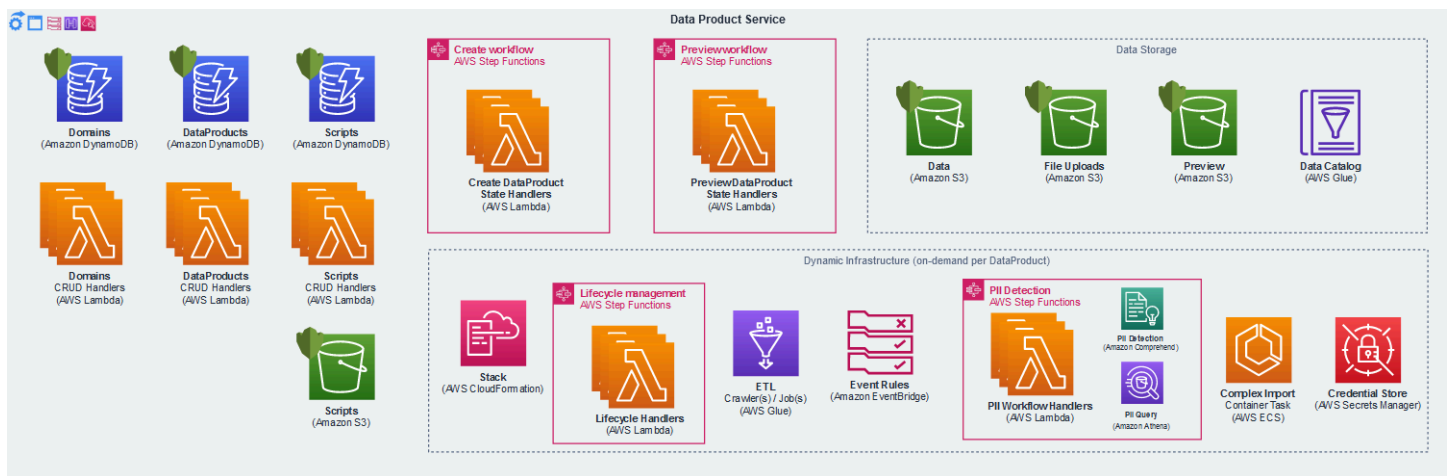 Data Product Service
Domains
(Amazon DynamoDB)
DataProducts
(Amazon DynamoDB)
Scripts
(Amazon DynamoDB)
Domains
CRUD Handlers
(AWS Lambda)
DataProducts
CRUD Handlers
(AWS Lambda)
Scripts
CRUD Handlers
(AWS Lambda)
Scripts
(Amazon S3)
Create workflow
AWS Step Functions
Create DataProduct
State Handlers
(AWS Lambda)
Previewworkflow
AWS Step Functions
PreviewDataProduct
State Handlers
(AWS Lambda)
Data Storage
Data
(Amazon S3)
File Uploads
(Amazon S3)
Preview
(Amazon S3)
Data Catalog
(AWS Glue)
Dynamic Infrastructure (on-demand per DataProduct)
Stack
(AWS CloudFormation)
Lifecycle management
AWS Step Functions
Lifecycle Handlers
(AWS Lambda)
ETL
Crawler(s) / Job(s)
(AWS Glue)
Event Rules
(Amazon EventBridge)
PII Detection
AWS Step Functions
PII Workflow Handlers
(AWS Lambda)
PII Detection
(Amazon Comprehend)
PII Query
(Amazon Athena)
Complex Import
Container Task
(AWS ECS)
Credential Store
(AWS Secrets Manager)